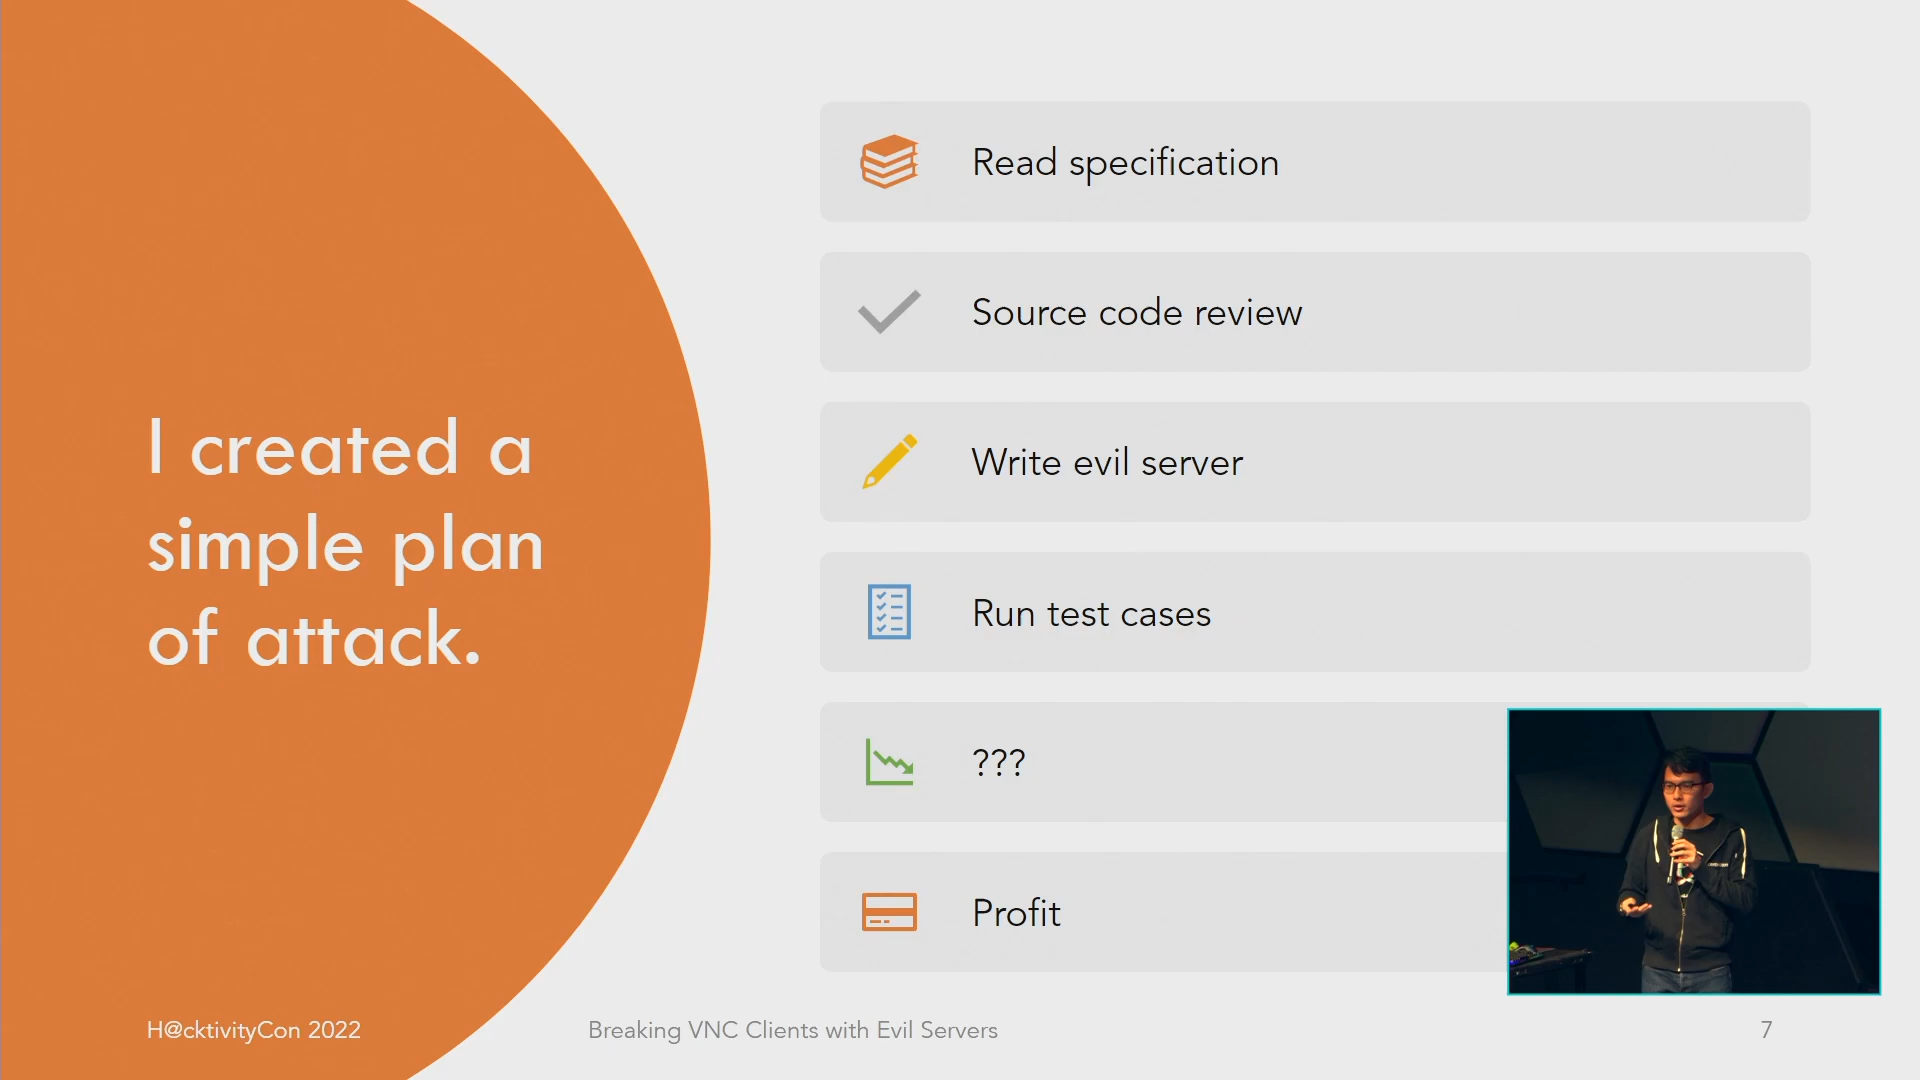 I created a
simple plan
of attack.
Read specification
Source code review
Write evil server
Run test cases
???
Profit
H@cktivityCon 2022
Breaking VNC Clients with Evil Servers
7